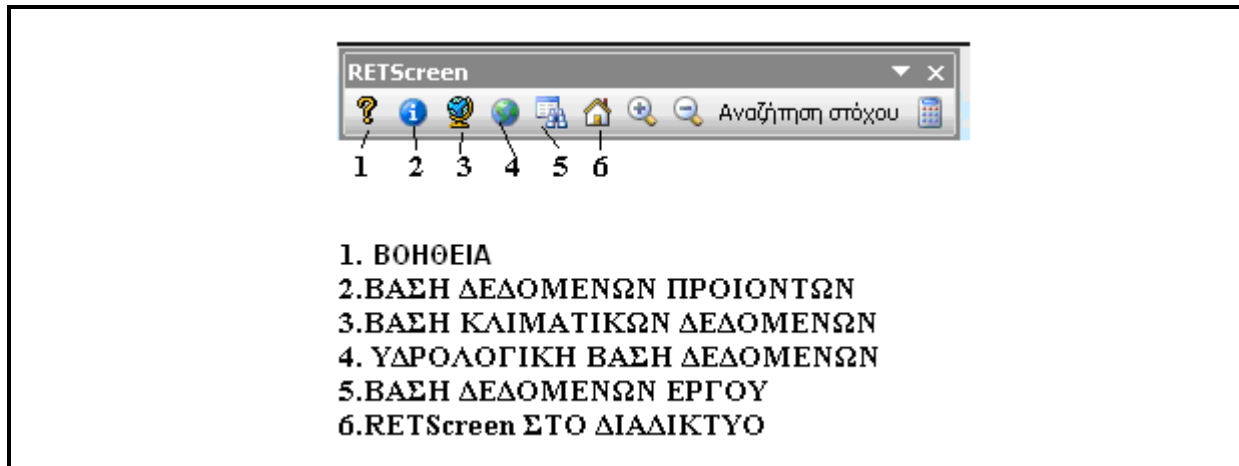 RETScreen
Αναζήτηση στόχου
1 2 3 4 5 6
1. ΒΟΗΘΕΙΑ
2.ΒΑΣΗ ΔΕΔΟΜΕΝΩΝ ΠΡΟΙΟΝΤΩΝ
3.ΒΑΣΗ ΚΛΙΜΑΤΙΚΩΝ ΔΕΔΟΜΕΝΩΝ
4. ΥΔΡΟΛΟΓΙΚΗ ΒΑΣΗ ΔΕΔΟΜΕΝΩΝ
5.ΒΑΣΗ ΔΕΔΟΜΕΝΩΝ ΕΡΓΟΥ
6.RETScreen ΣΤΟ ΔΙΑΔΙΚΤΥΟ